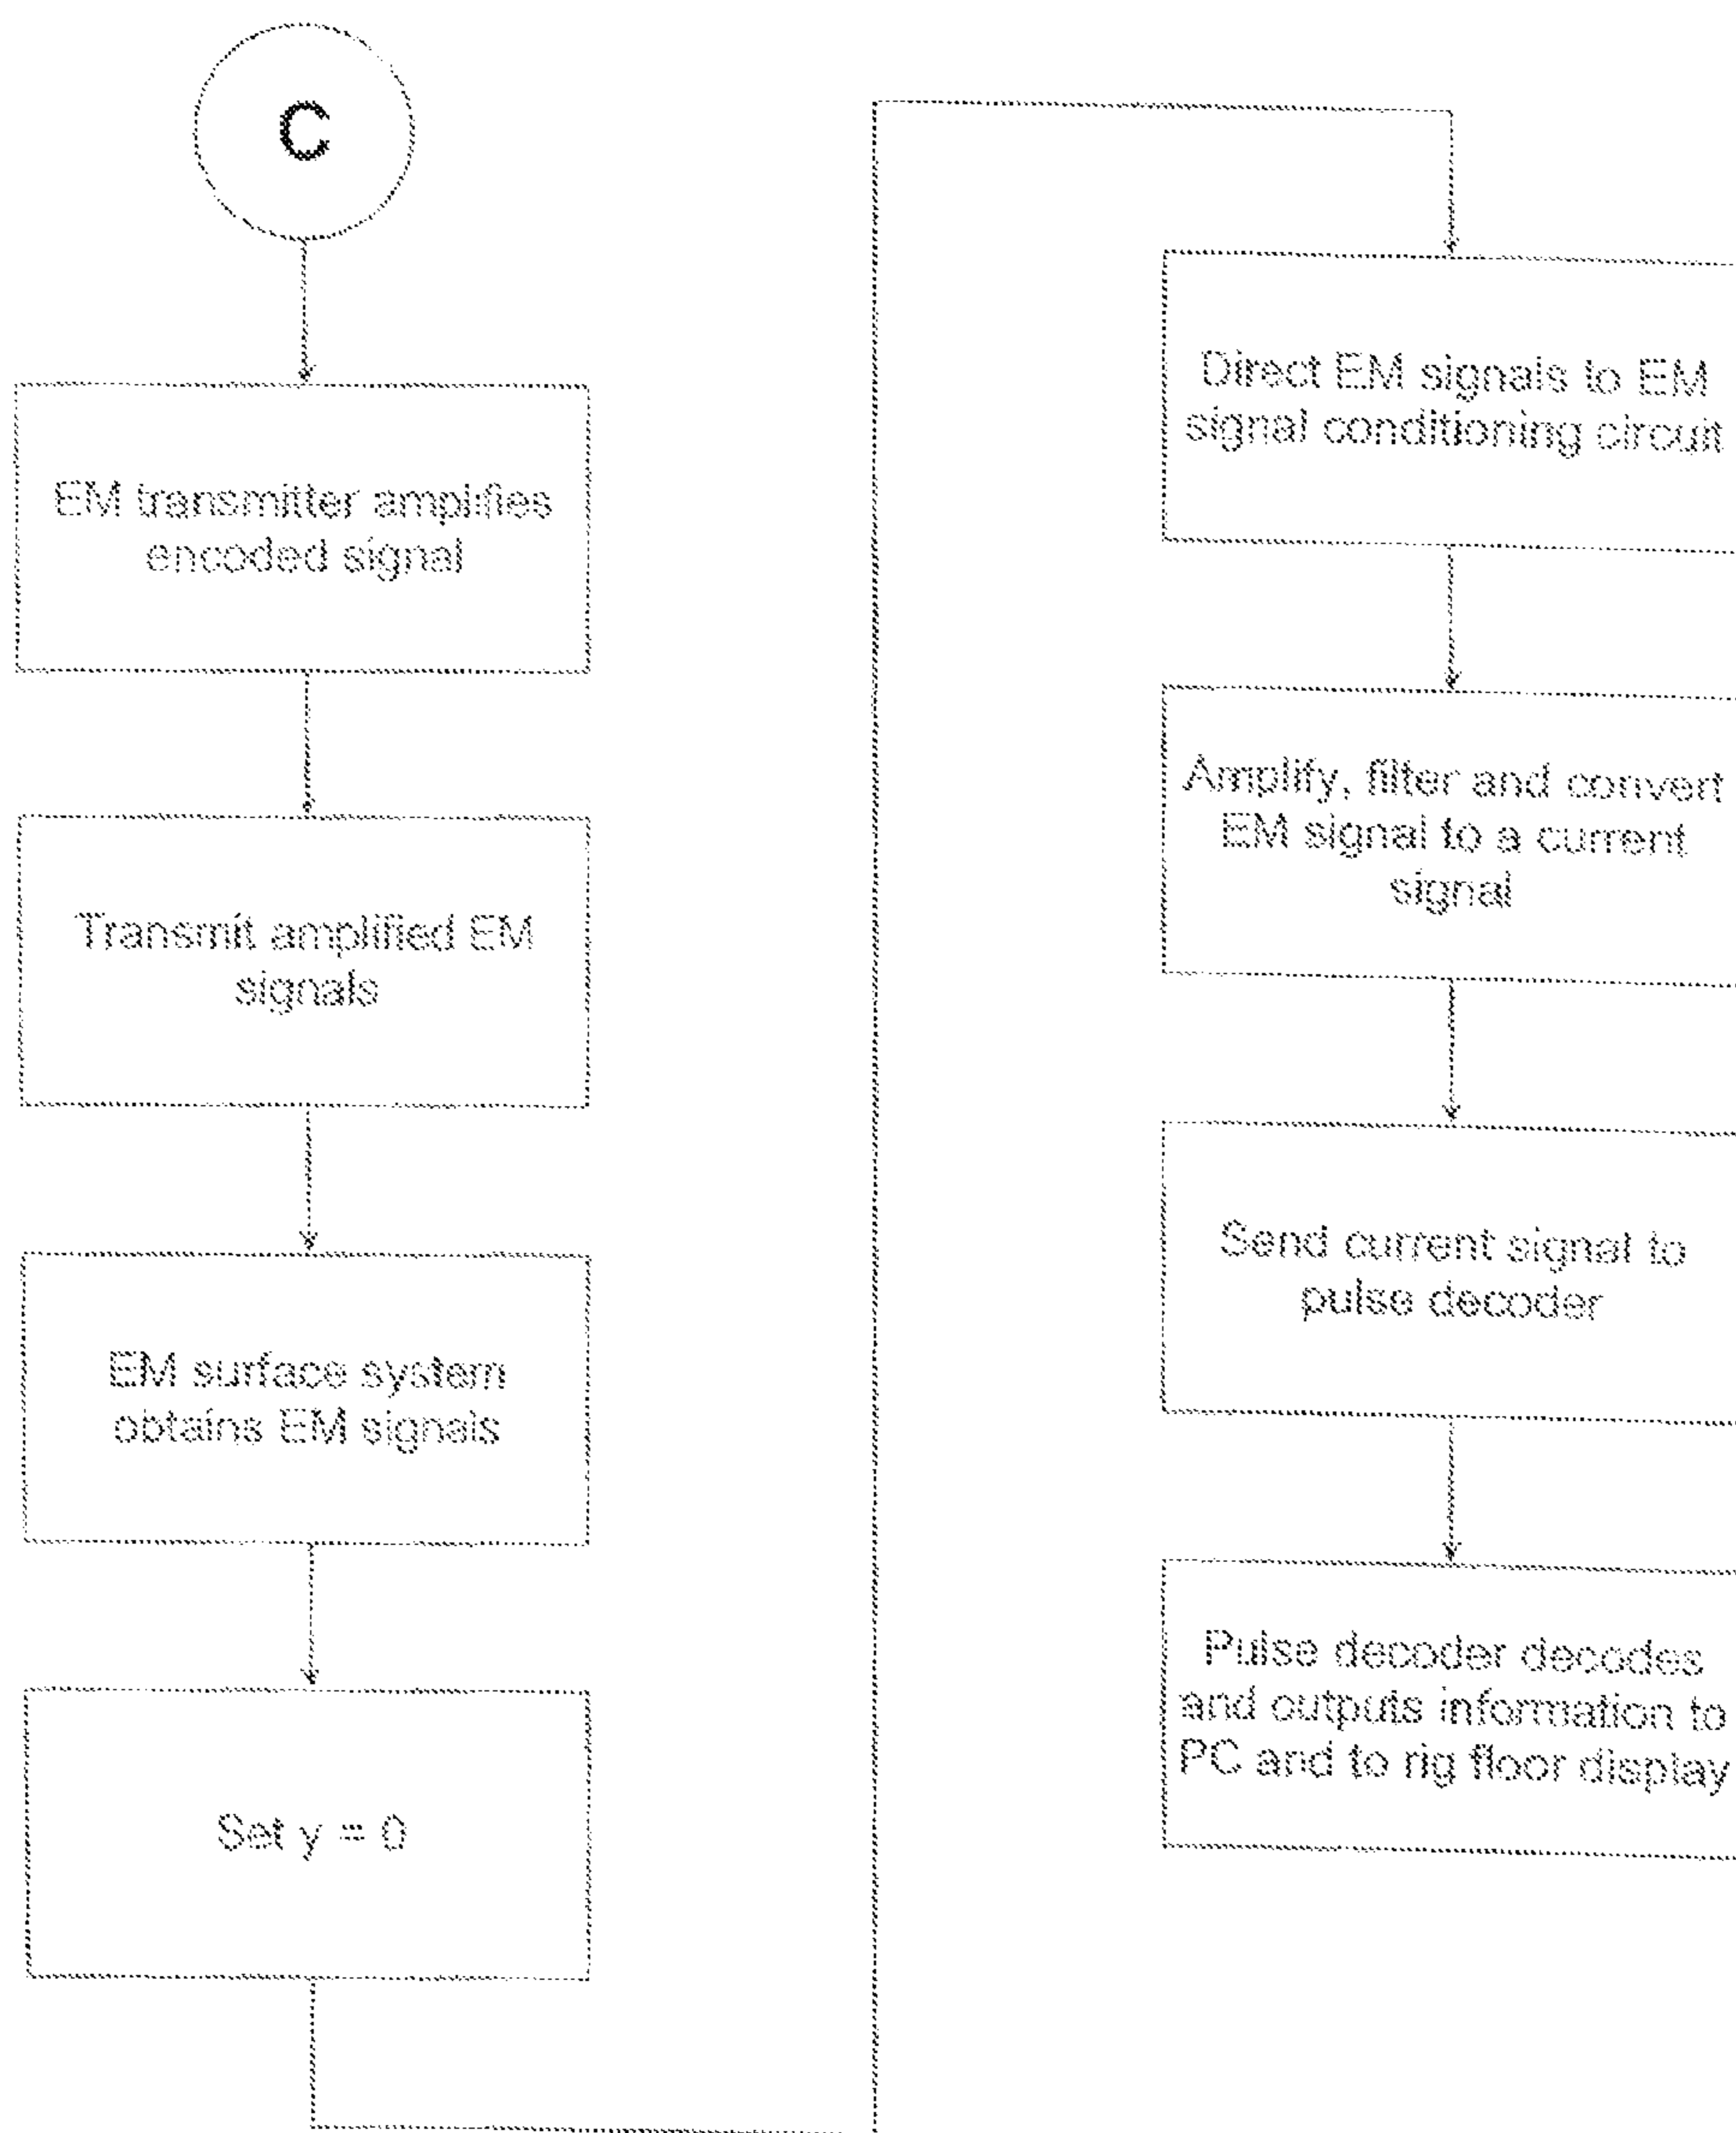 C
EM transmitter amplifies
encoded signal
Transmit amplified EM
signals
EM surface system
obtains EM signals
Set y = 0
Direct EM signals to EM
signal conditioning circuit
Amplify, filter and convert
EM signal to a current
signal
Send current signal to
pulse decoder
Pulse decoder decodes
and outputs information to
PC and to rig floor display